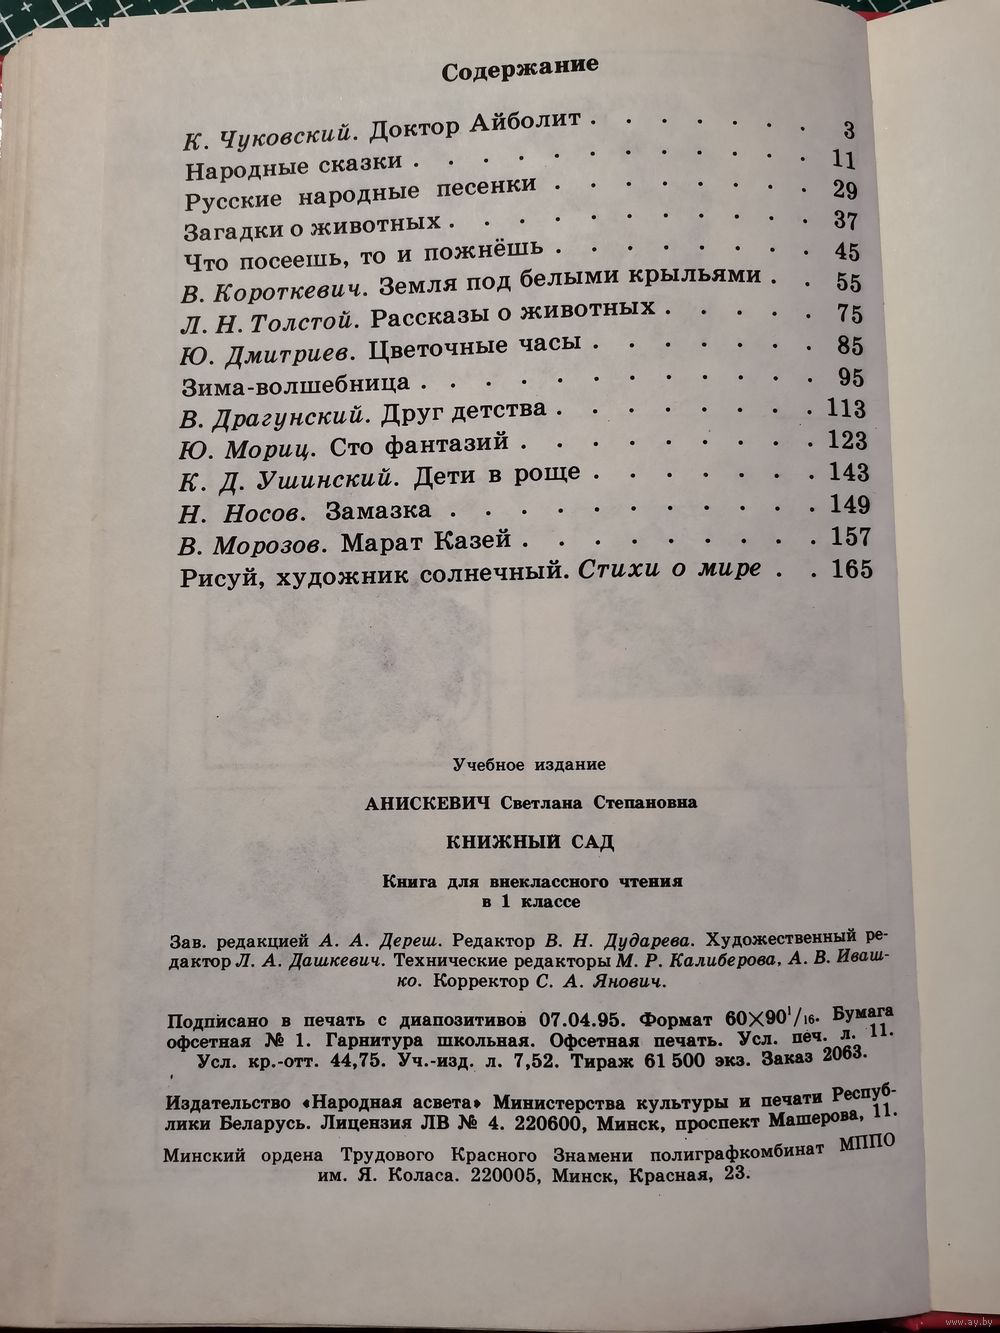 Содержание
К. Чуковский. Доктор Айболит . . . . . . . 3
Народные сказки . . . . . . . . . . . . 11
Русские народные песенки . . . . . . . . 29
Загадки о животных . . . . . . . . . . . 37
Что посеешь, то и пожнёшь . . . . . . . . 45
В. Короткевич. Земля под белыми крыльями . . 55
Л. Н. Толстой. Рассказы о животных . . . . . 75
Ю. Дмитриев. Цветочные часы . . . . . . . 85
Зима-волшебница . . . . . . . . . . . . 95
В. Драгунский. Друг детства . . . . . . . . 113
Ю. Мориц. Сто фантазий . . . . . . . . . 123
К. Д. Ушинский. Дети в роще . . . . . . . 143
Н. Носов. Замазка . . . . . . . . . . . 149
В. Морозов. Марат Казей . . . . . . . . . 157
Рисуй, художник солнечный. Стихи о мире . . 165
Учебное издание
АНИСКЕВИЧ Светлана Степановна
КНИЖНЫЙ САД
Книга для внеклассного чтения
в 1 классе
Зав. редакцией А. А. Дереш. Редактор В. Н. Дударева. Художественный ре-
дактор Л. А. Дашкевич. Технические редакторы М. Р. Калиберова, А. В. Иваш-
ко. Корректор С. А. Янович.
Подписано в печать с диапозитивов 07.04.95. Формат 60×90¹/₁₆. Бумага
офсетная № 1. Гарнитура школьная. Офсетная печать. Усл. печ. л. 11.
Усл. кр.-отт. 44,75. Уч.-изд. л. 7,52. Тираж 61 500 экз. Заказ 2063.
Издательство «Народная асвета» Министерства культуры и печати Респуб-
лики Беларусь. Лицензия ЛВ № 4. 220600, Минск, проспект Машерова, 11.
Минский ордена Трудового Красного Знамени полиграфкомбинат МППО
им. Я. Коласа. 220005, Минск, Красная, 23.
www.ay.by